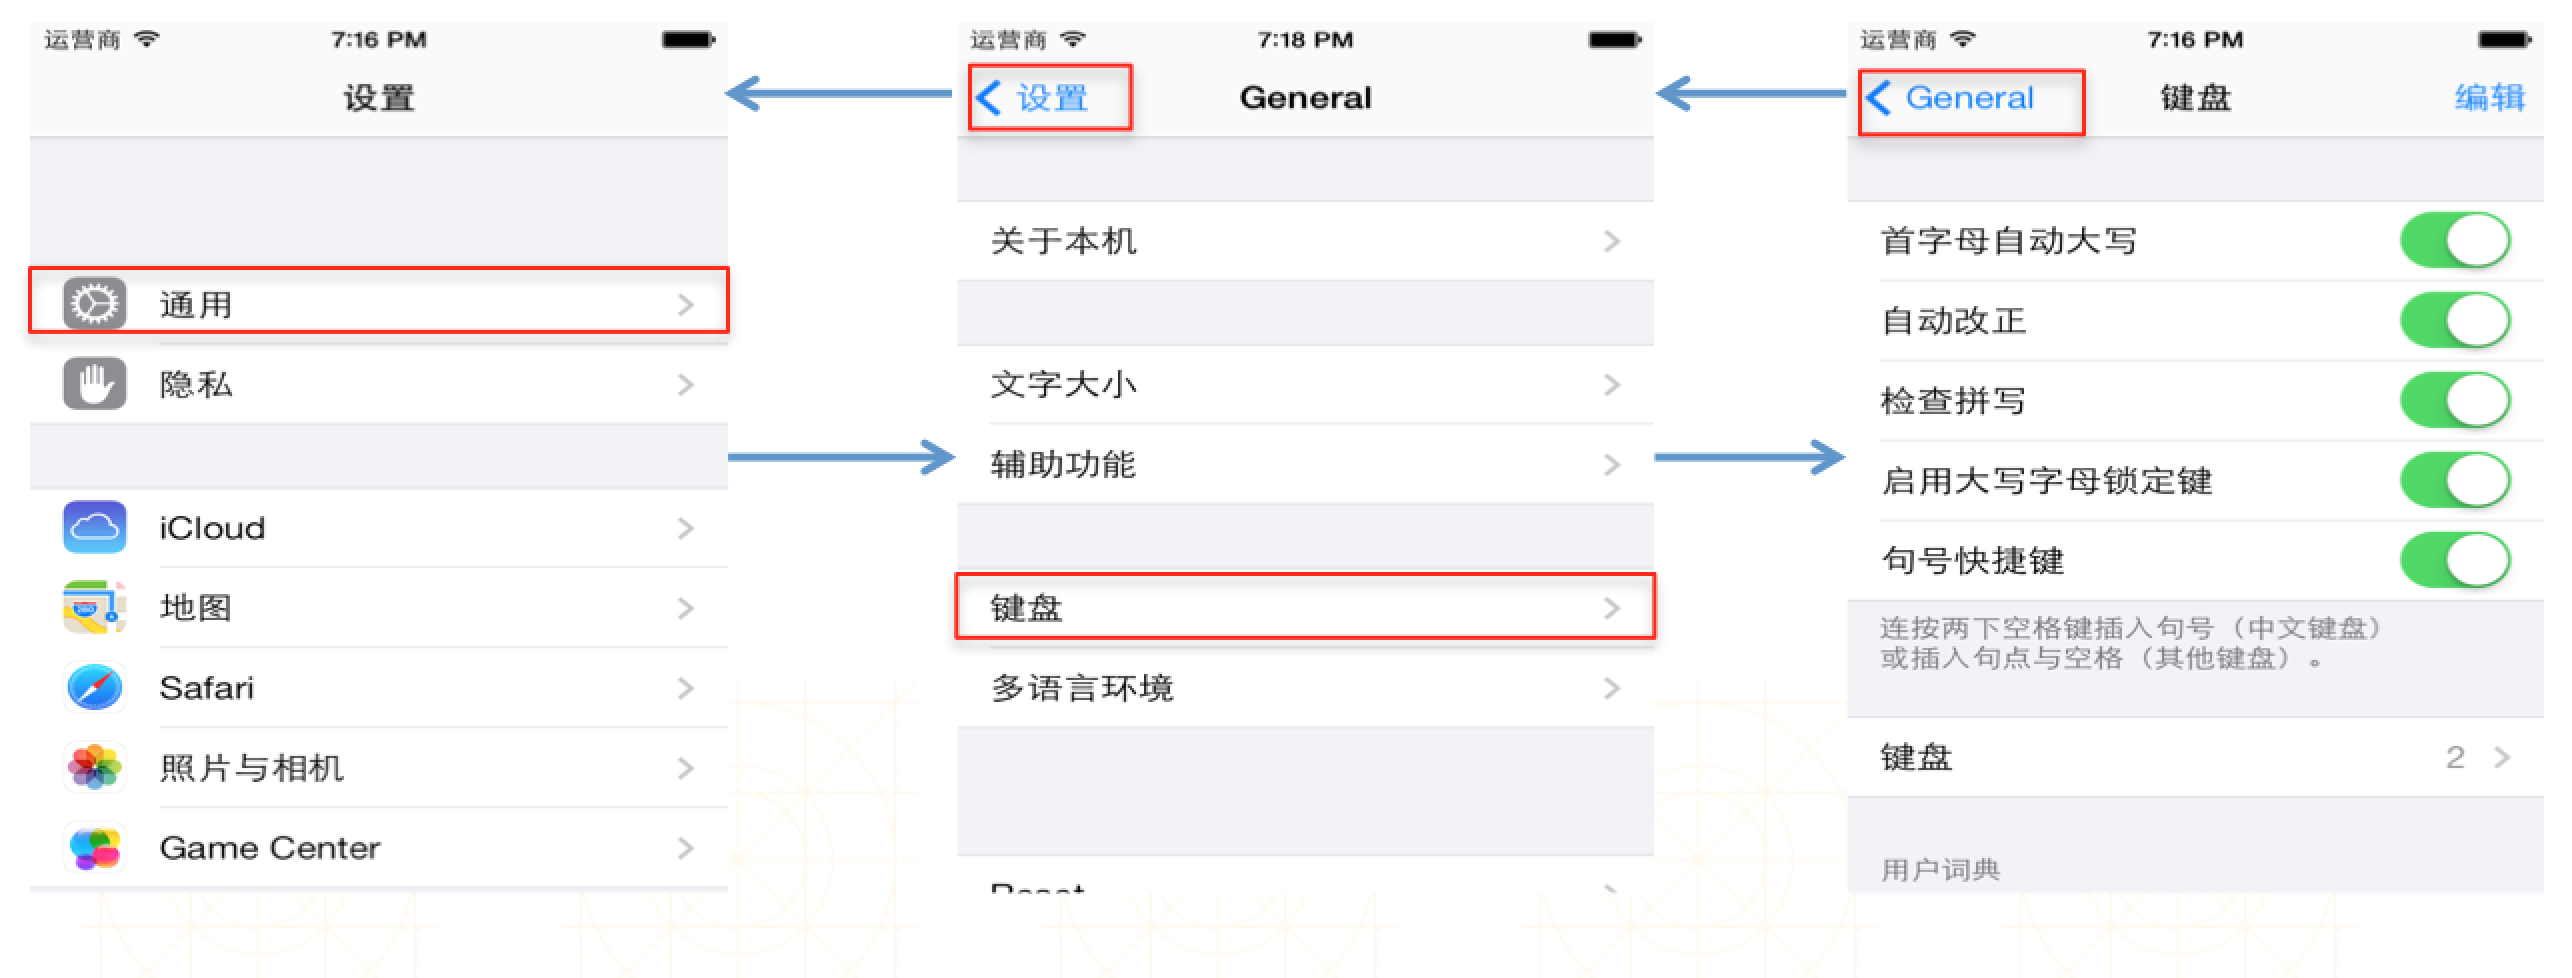 运营商 7:16 PM
设置
通用
隐私
iCloud
地图
Safari
照片与相机
Game Center
运营商 7:18 PM
设置 General
关于本机
文字大小
辅助功能
键盘
多语言环境
Reset
运营商 7:16 PM
General 键盘 编辑
首字母自动大写
自动改正
检查拼写
启用大写字母锁定键
句号快捷键
连按两下空格键插入句号（中文键盘）
或插入句点与空格（其他键盘）。
键盘 2
用户词典